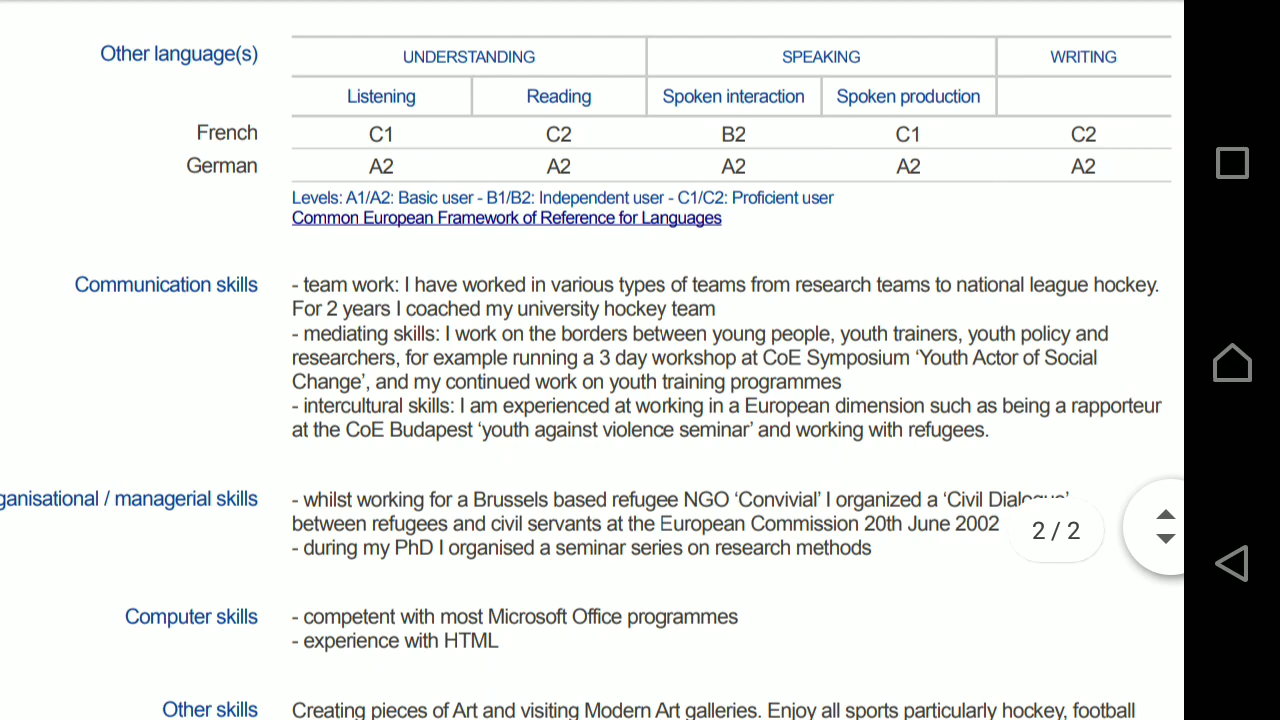 Other language(s) UNDERSTANDING SPEAKING WRITING
Listening Reading Spoken interaction Spoken production
French C1 C2 B2 C1 C2
German A2 A2 A2 A2 A2
Levels: A1/A2: Basic user - B1/B2: Independent user - C1/C2: Proficient user
Common European Framework of Reference for Languages
Communication skills - team work: I have worked in various types of teams from research teams to national league hockey.
For 2 years I coached my university hockey team
- mediating skills: I work on the borders between young people, youth trainers, youth policy and
researchers, for example running a 3 day workshop at CoE Symposium ‘Youth Actor of Social
Change’, and my continued work on youth training programmes
- intercultural skills: I am experienced at working in a European dimension such as being a rapporteur
at the CoE Budapest ‘youth against violence seminar’ and working with refugees.
ganisational / managerial skills - whilst working for a Brussels based refugee NGO ‘Convivial’ I organized a ‘Civil Dialogue’
between refugees and civil servants at the European Commission 20th June 2002
2 / 2
- during my PhD I organised a seminar series on research methods
Computer skills - competent with most Microsoft Office programmes
- experience with HTML
Other skills Creating pieces of Art and visiting Modern Art galleries. Enjoy all sports particularly hockey, football